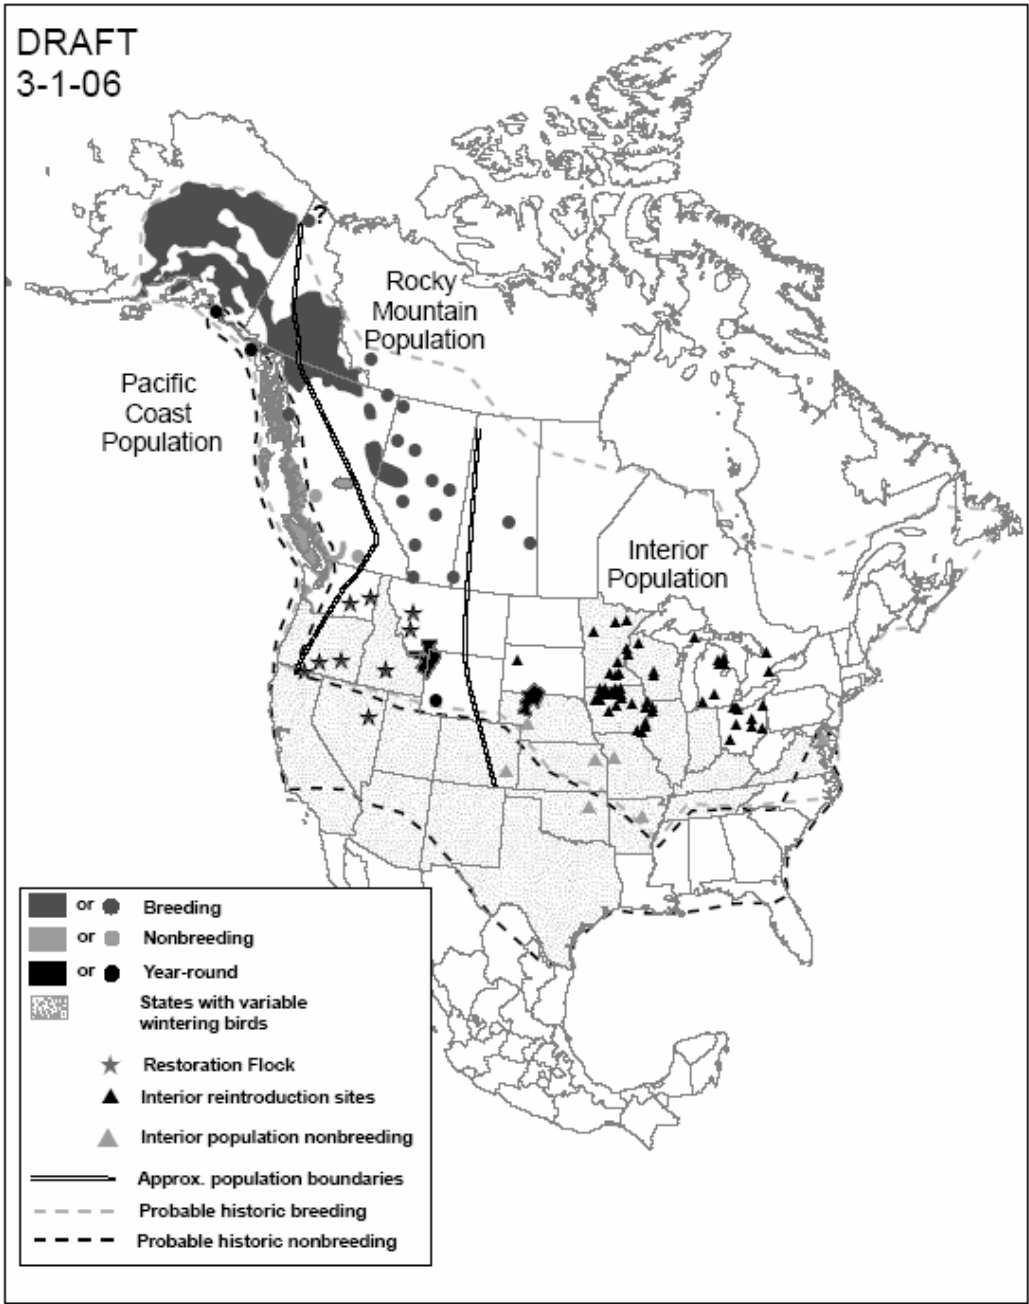 DRAFT
3-1-06
?
Rocky
Mountain
Population
Pacific
Coast
Population
Interior
Population
or Breeding
or Nonbreeding
or Year-round
States with variable
wintering birds
Restoration Flock
Interior reintroduction sites
Interior population nonbreeding
Approx. population boundaries
Probable historic breeding
Probable historic nonbreeding